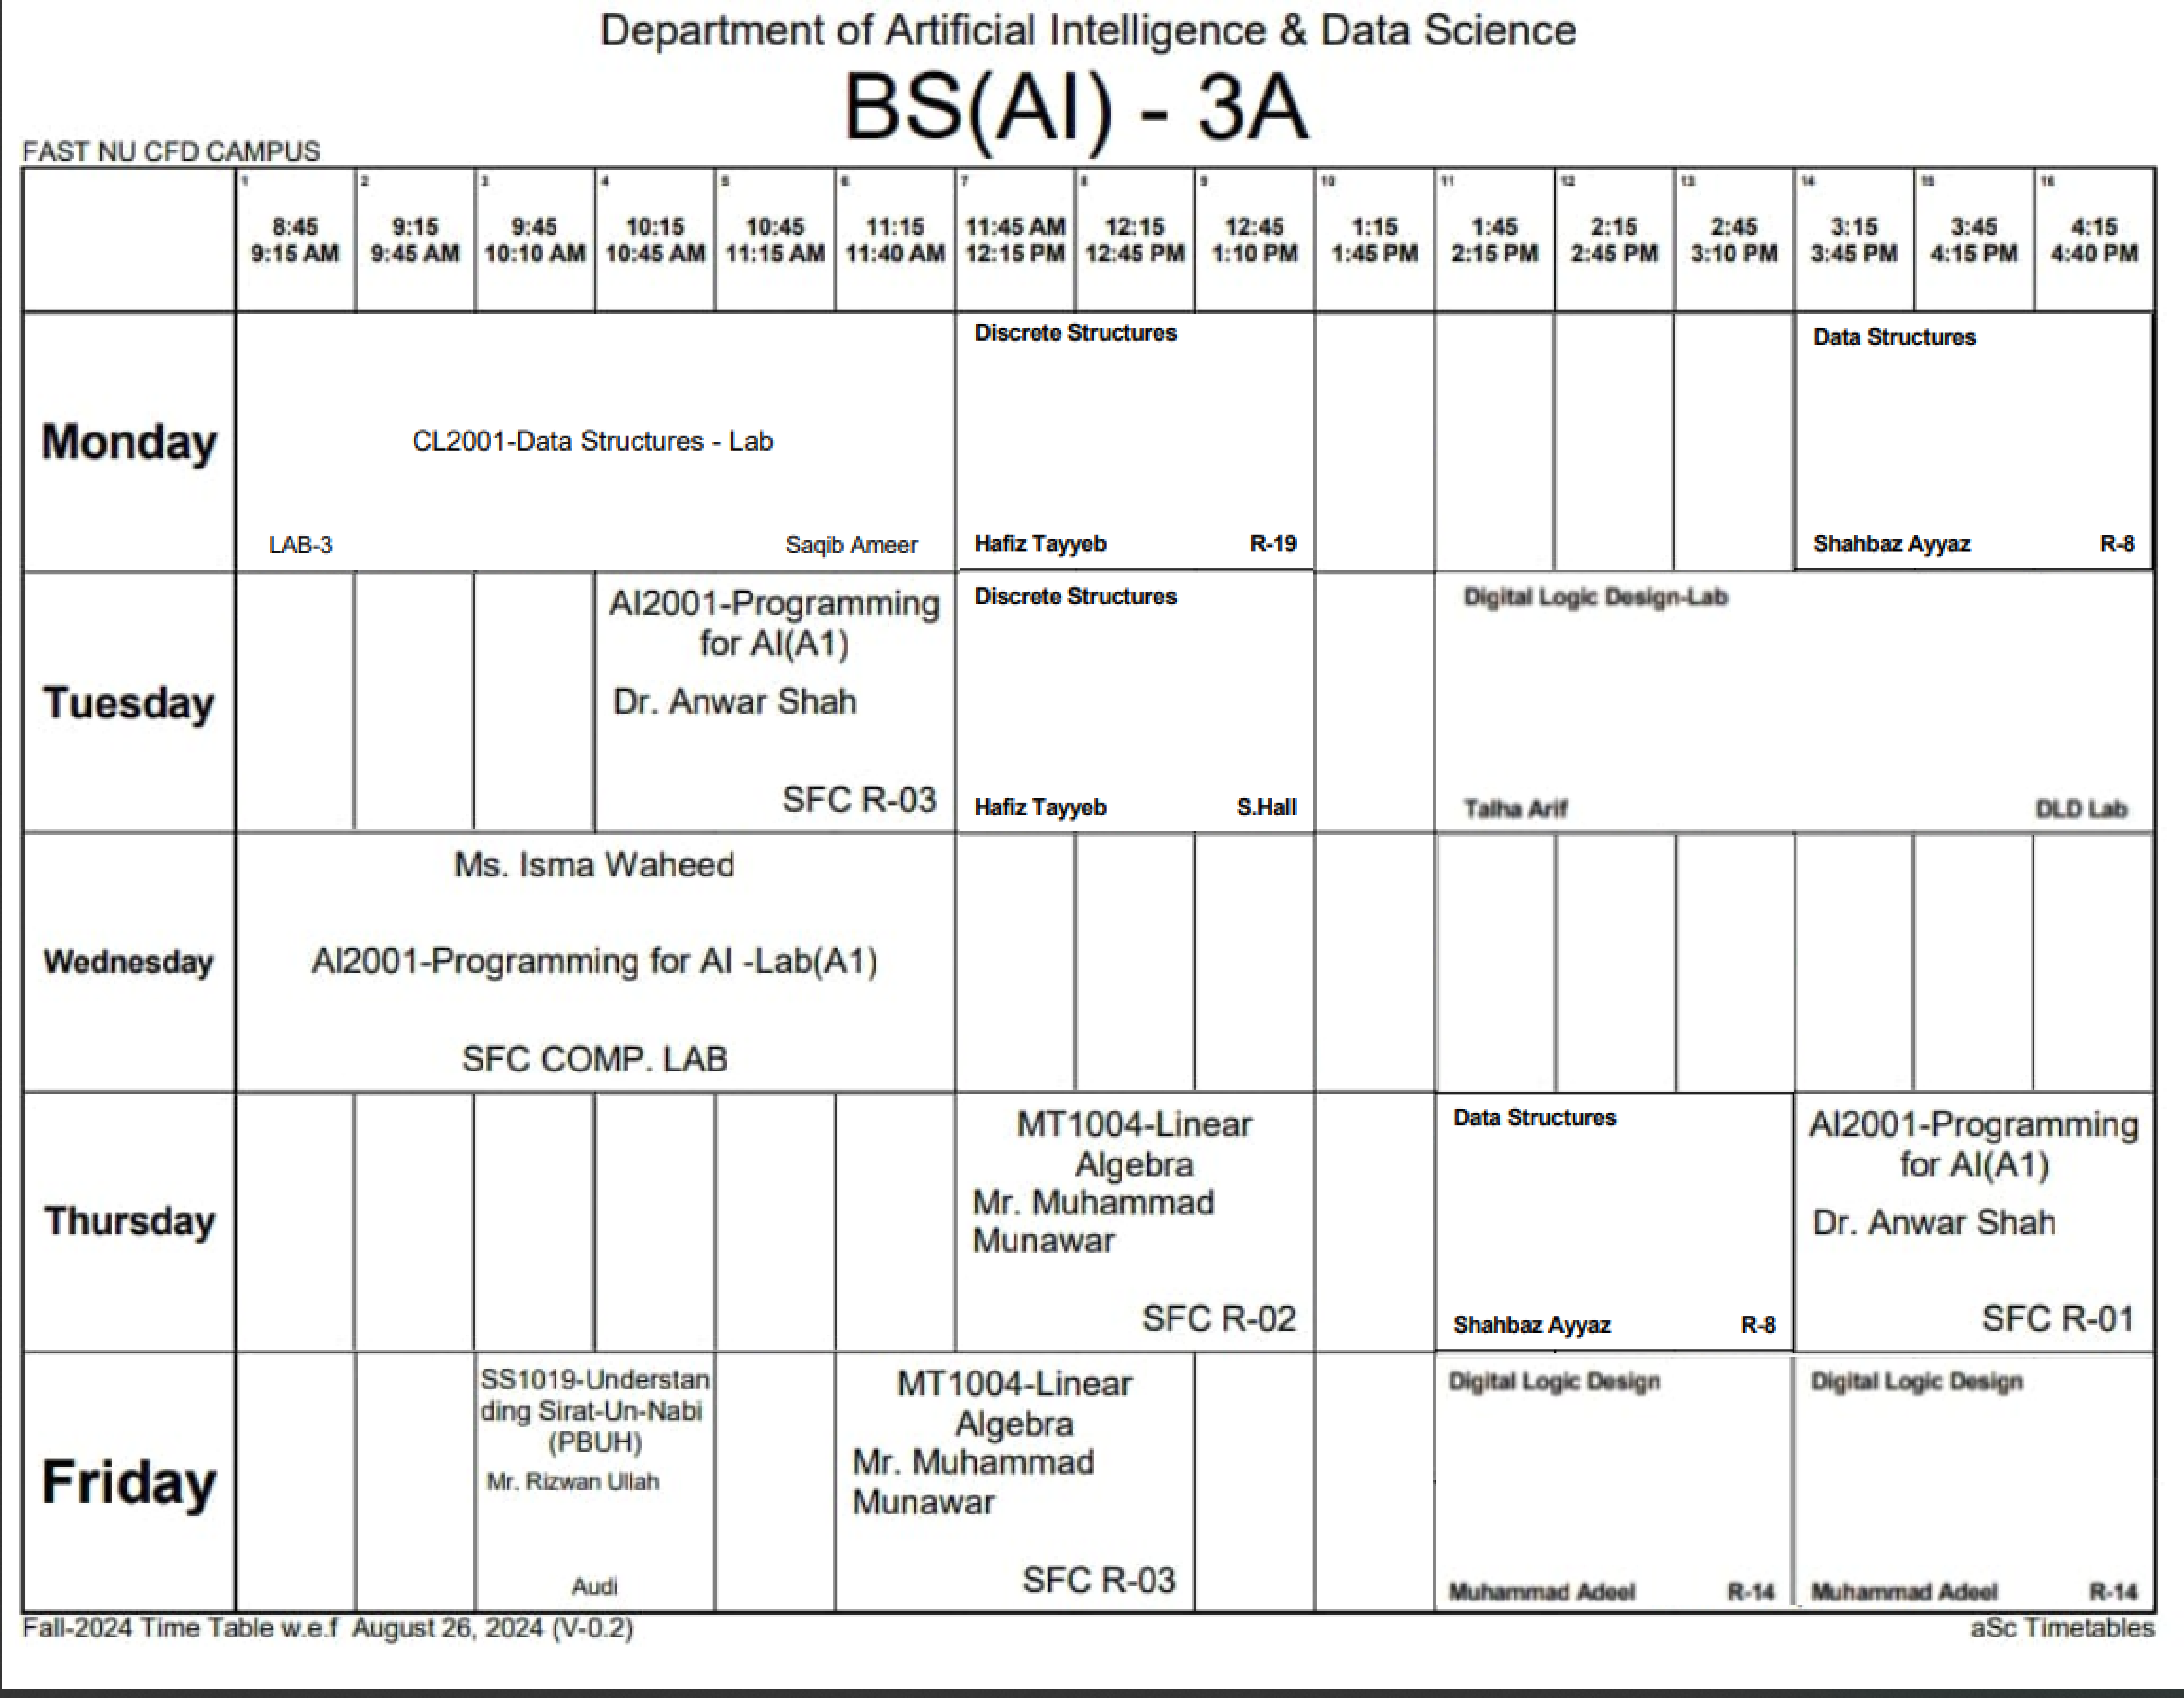 Department of Artificial Intelligence & Data Science
BS(AI) - 3A
FAST NU CFD CAMPUS
1 2 3 4 5 6 7 8 9 10 11 12 13 14 15 16
8:45 9:15 9:45 10:15 10:45 11:15 11:45 AM 12:15 12:45 1:15 1:45 2:15 2:45 3:15 3:45 4:15
9:15 AM 9:45 AM 10:10 AM 10:45 AM 11:15 AM 11:40 AM 12:15 PM 12:45 PM 1:10 PM 1:45 PM 2:15 PM 2:45 PM 3:10 PM 3:45 PM 4:15 PM 4:40 PM
Monday
CL2001-Data Structures - Lab
LAB-3 Saqib Ameer
Discrete Structures
Hafiz Tayyeb R-19
Data Structures
Shahbaz Ayyaz R-8
Tuesday
AI2001-Programming
for AI(A1)
Dr. Anwar Shah
SFC R-03
Discrete Structures
Hafiz Tayyeb S.Hall
Digital Logic Design-Lab
Talha Arif DLD Lab
Wednesday
Ms. Isma Waheed
AI2001-Programming for AI -Lab(A1)
SFC COMP. LAB
Thursday
MT1004-Linear
Algebra
Mr. Muhammad
Munawar
SFC R-02
Data Structures
Shahbaz Ayyaz R-8
AI2001-Programming
for AI(A1)
Dr. Anwar Shah
SFC R-01
Friday
SS1019-Understan
ding Sirat-Un-Nabi
(PBUH)
Mr. Rizwan Ullah
Audi
MT1004-Linear
Algebra
Mr. Muhammad
Munawar
SFC R-03
Digital Logic Design
Muhammad Adeel R-14
Digital Logic Design
Muhammad Adeel R-14
Fall-2024 Time Table w.e.f August 26, 2024 (V-0.2)
aSc Timetables